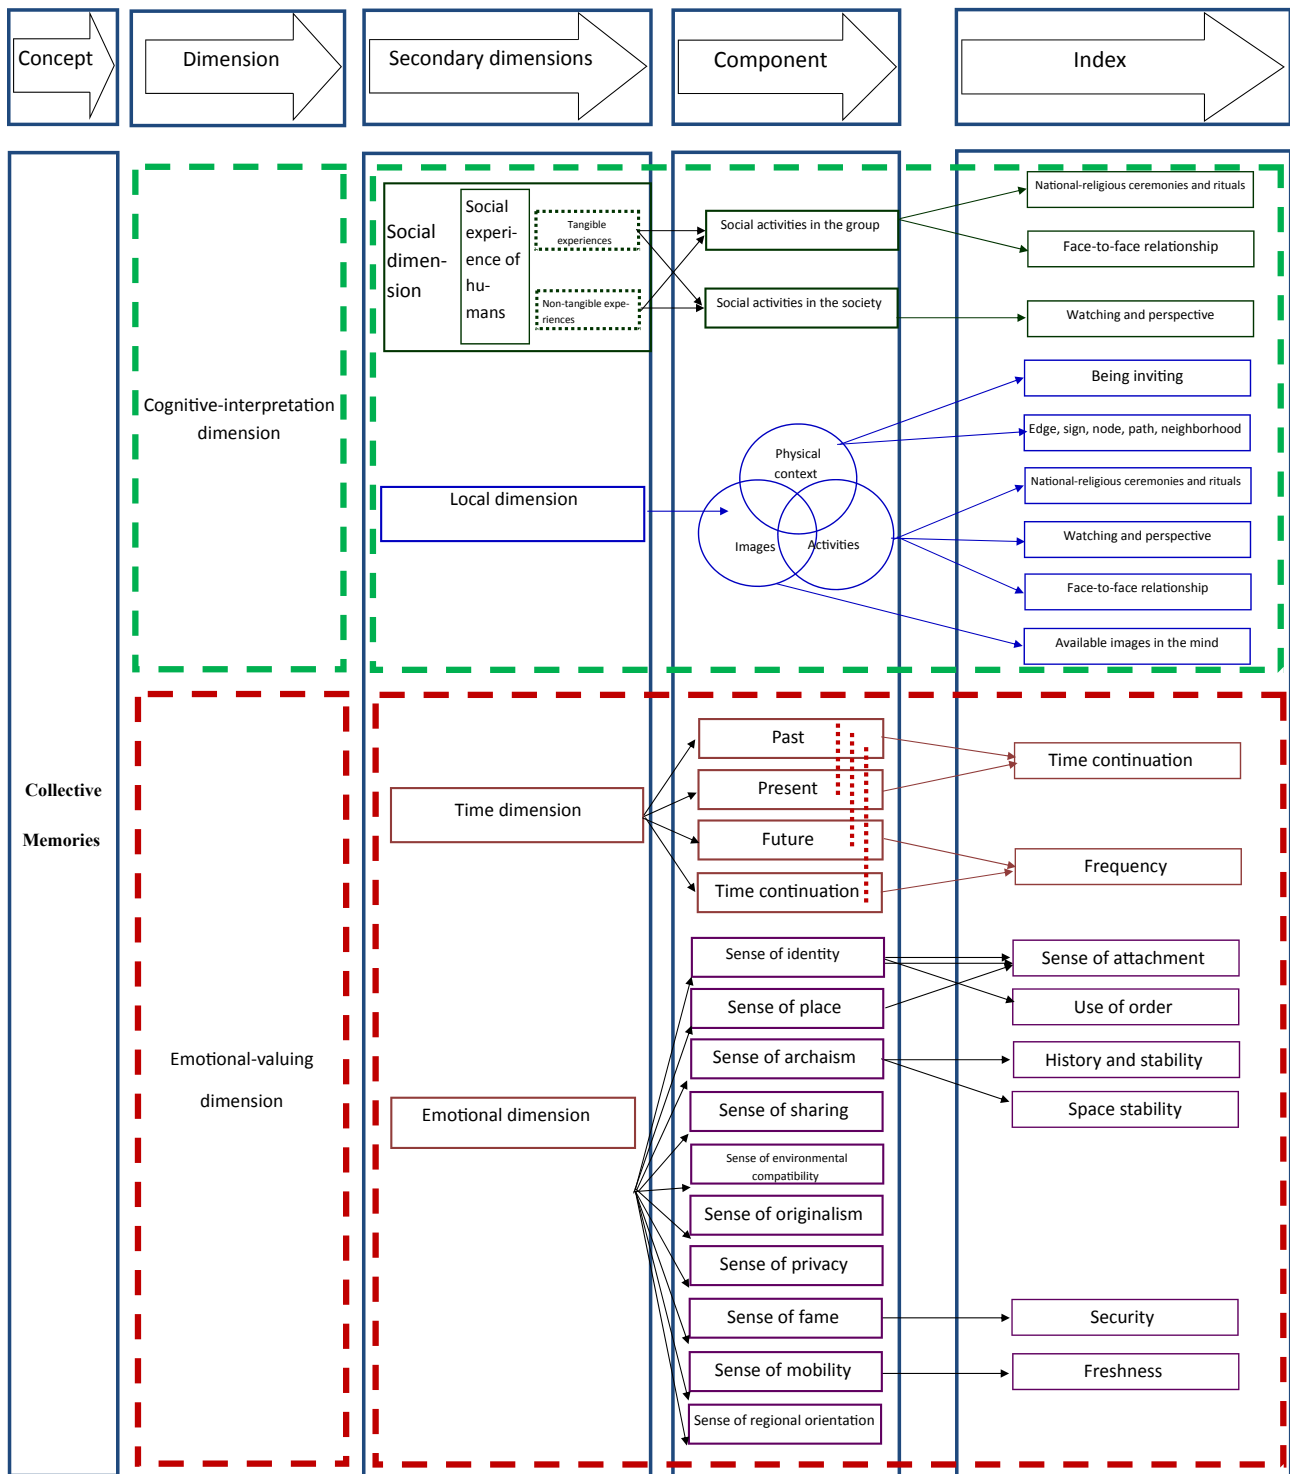 Concept
Dimension
Secondary dimensions
Component
Index
Collective
Memories
Cognitive-interpretation
dimension
Social
dimen-
sion
Social
experi-
ence of
hu-
mans
Tangible
experiences
Non-tangible expe-
riences
Social activities in the group
Social activities in the society
National-religious ceremonies and rituals
Face-to-face relationship
Watching and perspective
Local dimension
Physical
context
Images
Activities
Being inviting
Edge, sign, node, path, neighborhood
National-religious ceremonies and rituals
Watching and perspective
Face-to-face relationship
Available images in the mind
Emotional-valuing
dimension
Time dimension
Past
Present
Future
Time continuation
Time continuation
Frequency
Emotional dimension
Sense of identity
Sense of place
Sense of archaism
Sense of sharing
Sense of environmental
compatibility
Sense of originalism
Sense of privacy
Sense of fame
Sense of mobility
Sense of regional orientation
Sense of attachment
Use of order
History and stability
Space stability
Security
Freshness